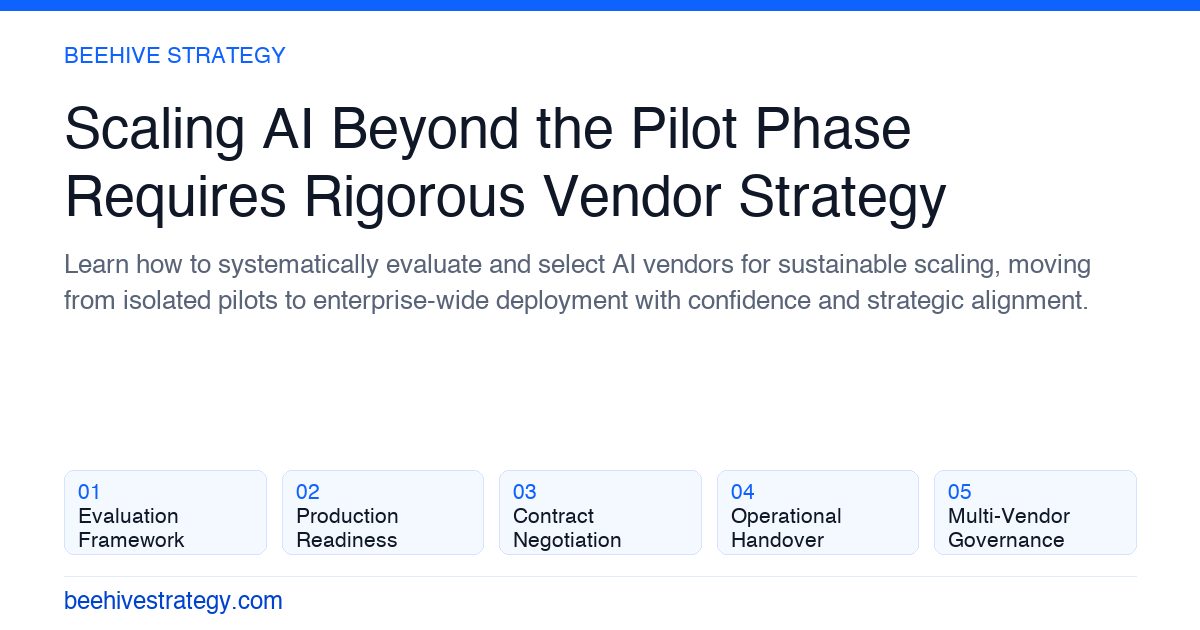 BEEHIVE STRATEGY
Scaling AI Beyond the Pilot Phase
Requires Rigorous Vendor Strategy
Learn how to systematically evaluate and select AI vendors for sustainable scaling, moving
from isolated pilots to enterprise-wide deployment with confidence and strategic alignment.
01
Evaluation
Framework
02
Production
Readiness
03
Contract
Negotiation
04
Operational
Handover
05
Multi-Vendor
Governance
beehivestrategy.com